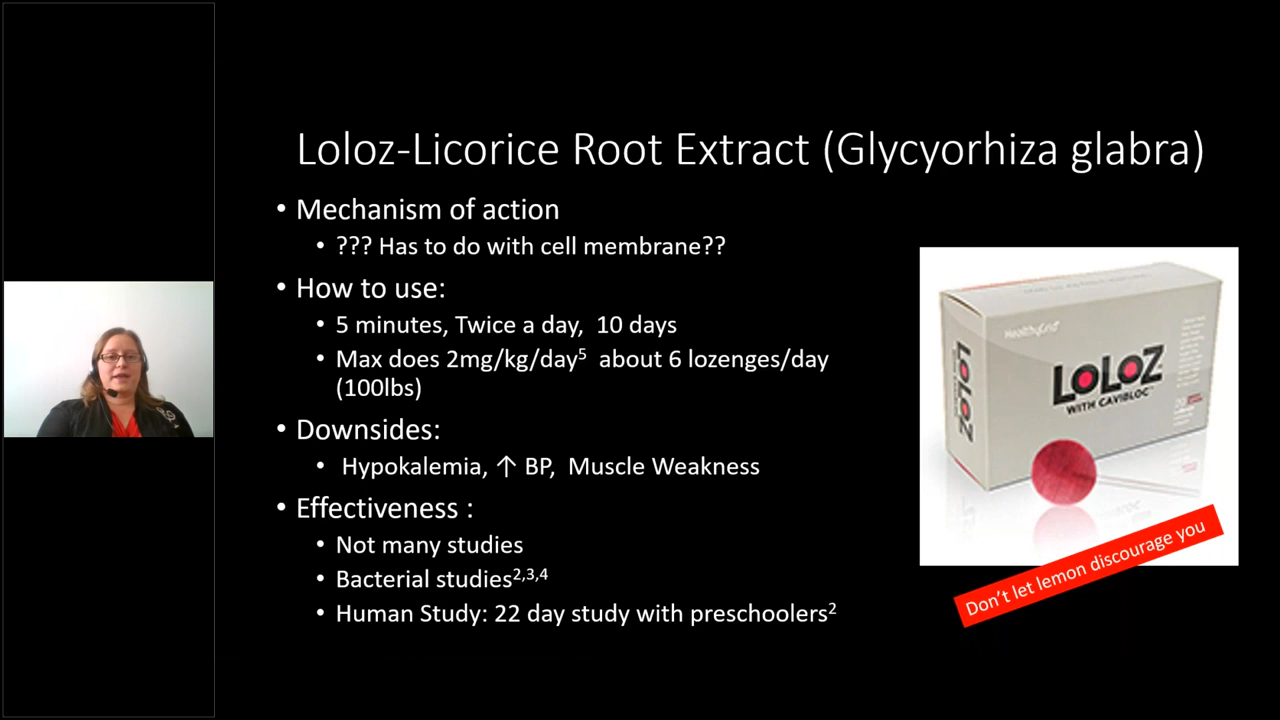 Loloz-Licorice Root Extract (Glycyorhiza glabra)
• Mechanism of action
• ??? Has to do with cell membrane??
• How to use:
• 5 minutes, Twice a day, 10 days
• Max does 2mg/kg/day5 about 6 lozenges/day
(100lbs)
• Downsides:
• Hypokalemia, ↑ BP, Muscle Weakness
• Effectiveness :
• Not many studies
• Bacterial studies2,3,4
• Human Study: 22 day study with preschoolers2
HealthyGrid
LOLOZ
LOLOZ
WITH CAVIBLOC
Don't let lemon discourage you